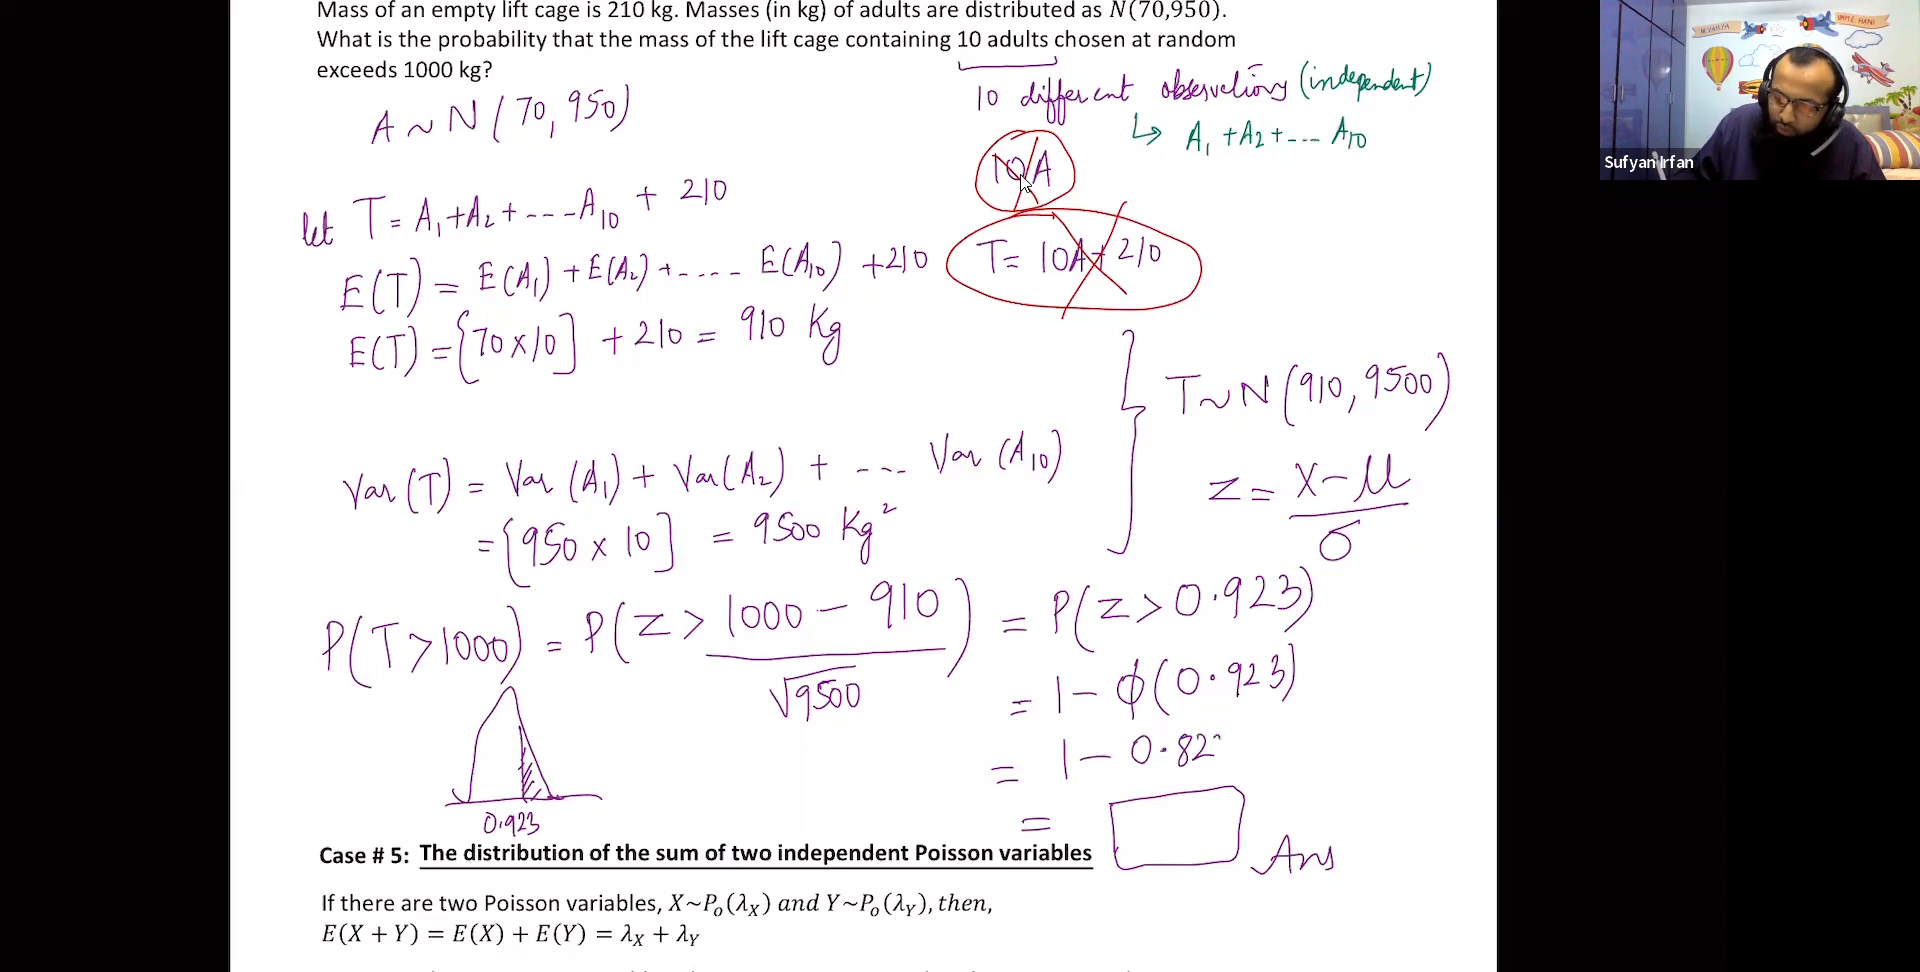 Mass of an empty lift cage is 210 kg. Masses (in kg) of adults are distributed as N(70,950).
What is the probability that the mass of the lift cage containing 10 adults chosen at random
exceeds 1000 kg?
10 different observations (independent)
↳ A₁ + A₂ + --- A₁₀
A ~ N(70, 950)
10A
let T = A₁ + A₂ + ---- A₁₀ + 210
T = 10A + 210
E(T) = E(A₁) + E(A₂) + ---- E(A₁₀) + 210
E(T) = [70 x 10] + 210 = 910 Kg
T ~ N(910, 9500)
Var(T) = Var(A₁) + Var(A₂) + --- Var(A₁₀)
= [950 x 10] = 9500 Kg²
Z = X - μ / σ
P(T > 1000) = P(Z > 1000 - 910 / √9500) = P(Z > 0.923)
= 1 - ϕ(0.923)
= 1 - 0.82
=
Ans
0.923
Case # 5: The distribution of the sum of two independent Poisson variables
If there are two Poisson variables, X~Pₒ(λ_X) and Y~Pₒ(λ_Y), then,
E(X + Y) = E(X) + E(Y) = λ_X + λ_Y
Sufyan Irfan